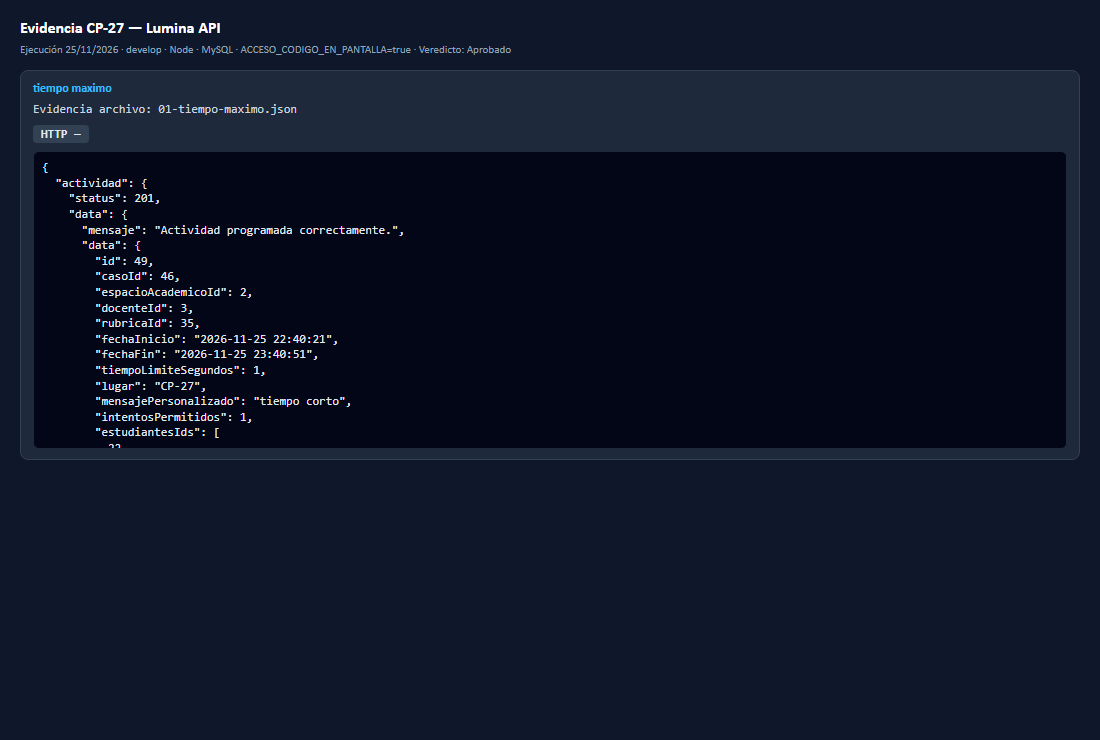 Evidencia CP-27 — Lumina API
Ejecución 25/11/2026 · develop · Node · MySQL · ACCESO_CODIGO_EN_PANTALLA=true · Veredicto: Aprobado
tiempo maximo
Evidencia archivo: 01-tiempo-maximo.json
HTTP —
{
  "actividad": {
    "status": 201,
    "data": {
      "mensaje": "Actividad programada correctamente.",
      "data": {
        "id": 49,
        "casoId": 46,
        "espacioAcademicoId": 2,
        "docenteId": 3,
        "rubricaId": 35,
        "fechaInicio": "2026-11-25 22:40:21",
        "fechaFin": "2026-11-25 23:40:51",
        "tiempoLimiteSegundos": 1,
        "lugar": "CP-27",
        "mensajePersonalizado": "tiempo corto",
        "intentosPermitidos": 1,
        "estudiantesIds": [